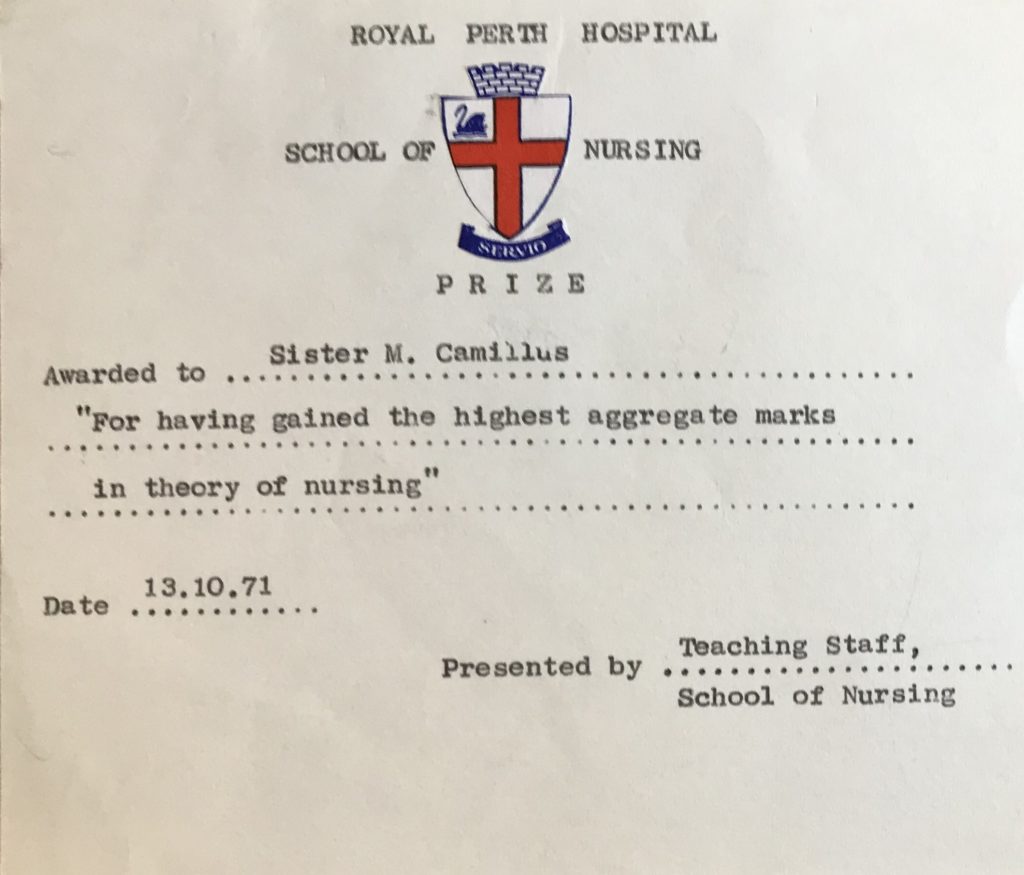 ROYAL PERTH HOSPITAL
SCHOOL OF NURSING
SERVIO
PRIZE
Sister M. Camillus
Awarded to
"For having gained the highest aggregate marks
in theory of nursing"
13.10.71
Date
Teaching Staff,
Presented by
School of Nursing